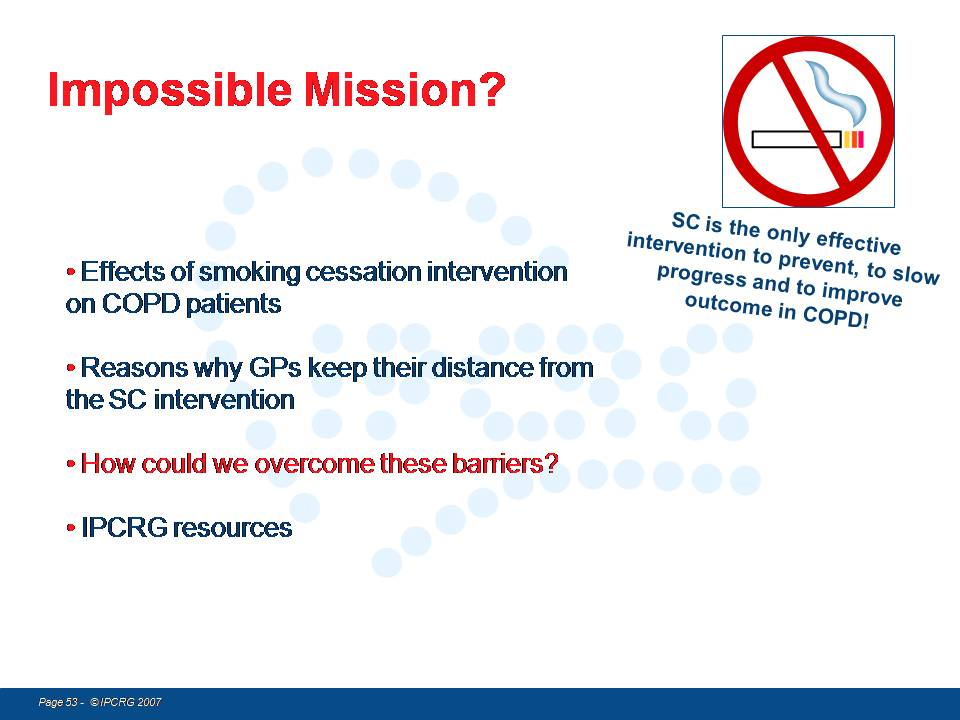 Impossible Mission?
SC is the only effective
intervention to prevent, to slow
progress and to improve
outcome in COPD!
• Effects of smoking cessation intervention
on COPD patients
• Reasons why GPs keep their distance from
the SC intervention
• How could we overcome these barriers?
• IPCRG resources
Page 53 - © IPCRG 2007